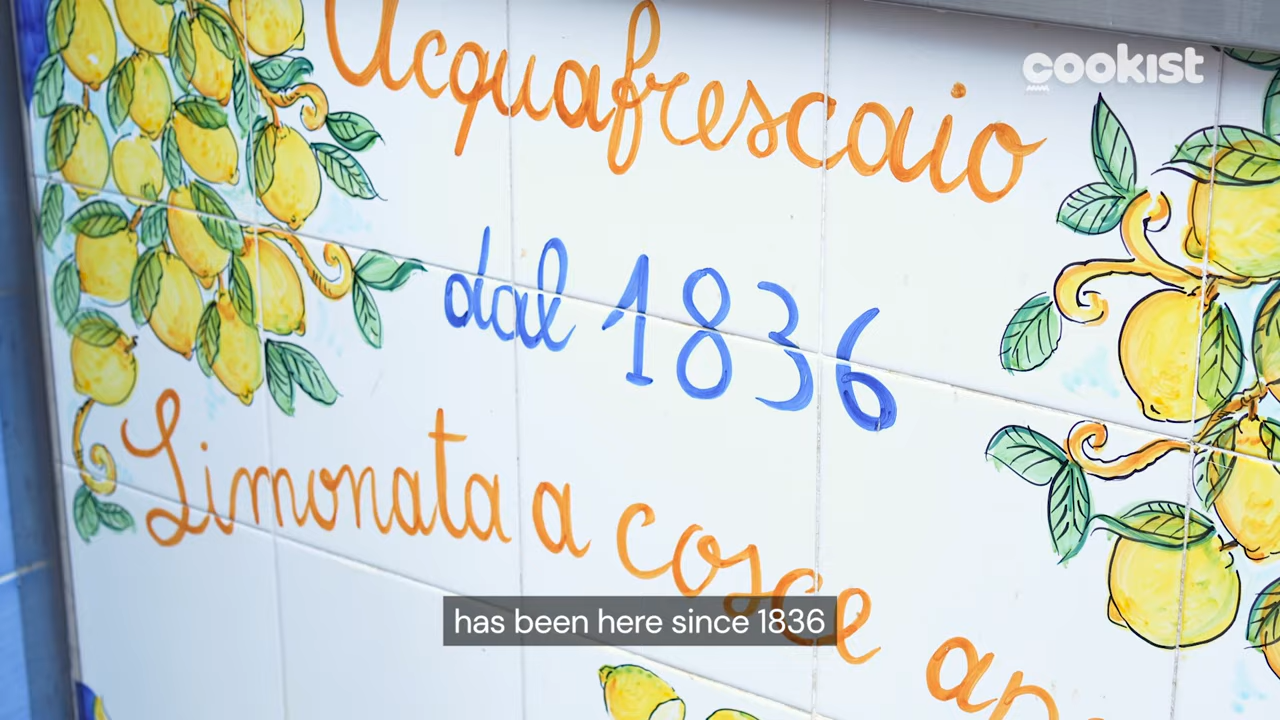 cookist
Acquafrescaio
dal 1836
Limonata a cosce
has been here since 1836